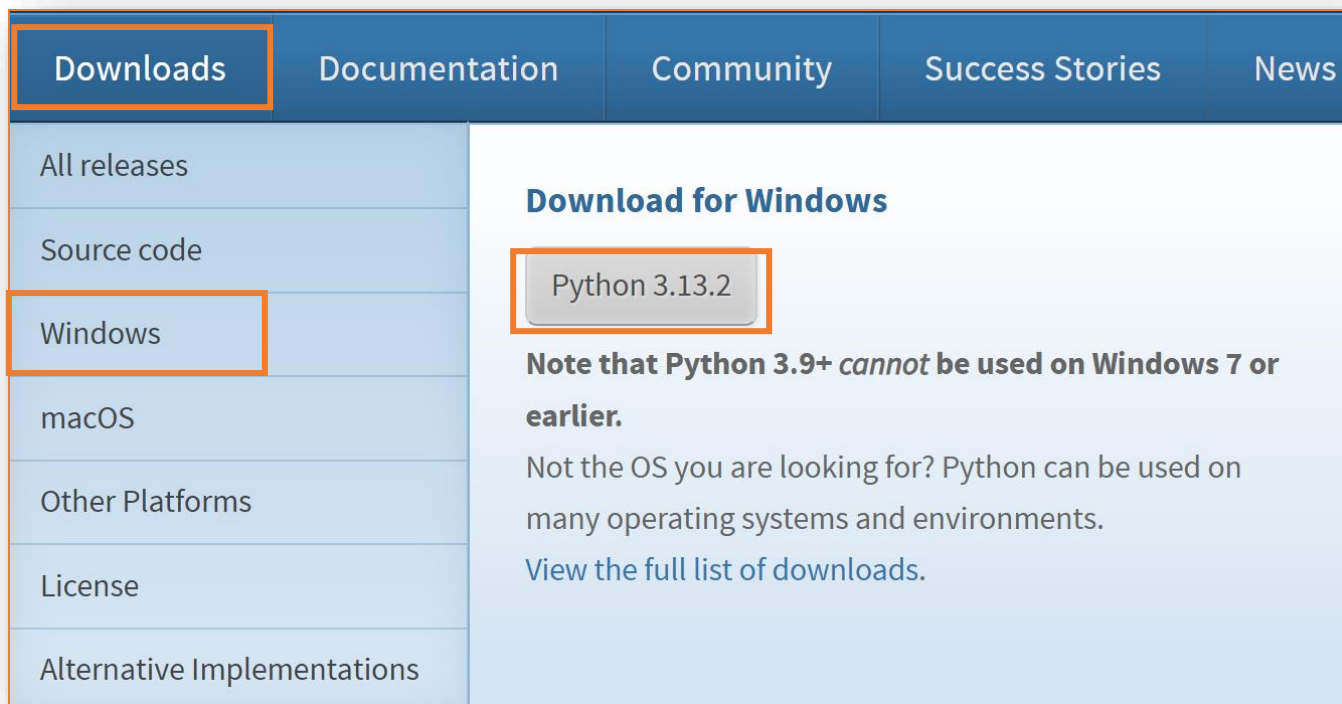 Downloads
Documentation
Community
Success Stories
News
All releases
Source code
Windows
macOS
Other Platforms
License
Alternative Implementations
Download for Windows
Python 3.13.2
Note that Python 3.9+ cannot be used on Windows 7 or
earlier.
Not the OS you are looking for? Python can be used on
many operating systems and environments.
View the full list of downloads.